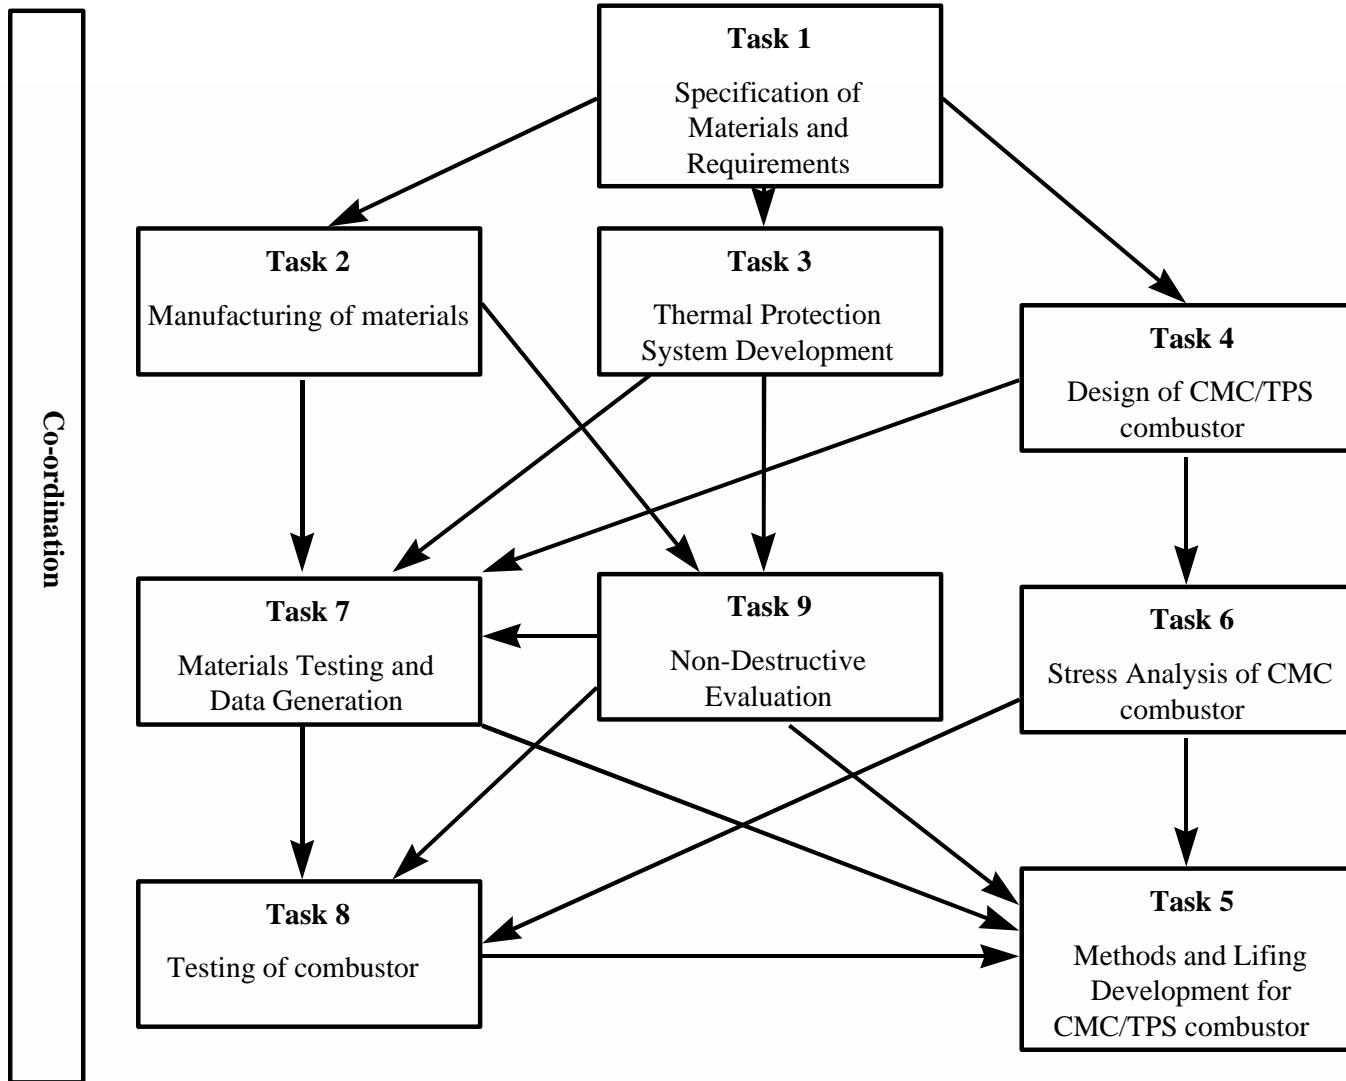 Co-ordination
Task 1
Specification of
Materials and
Requirements
Task 2
Manufacturing of materials
Task 3
Thermal Protection
System Development
Task 4
Design of CMC/TPS
combustor
Task 7
Materials Testing and
Data Generation
Task 9
Non-Destructive
Evaluation
Task 6
Stress Analysis of CMC
combustor
Task 8
Testing of combustor
Task 5
Methods and Lifing
Development for
CMC/TPS combustor